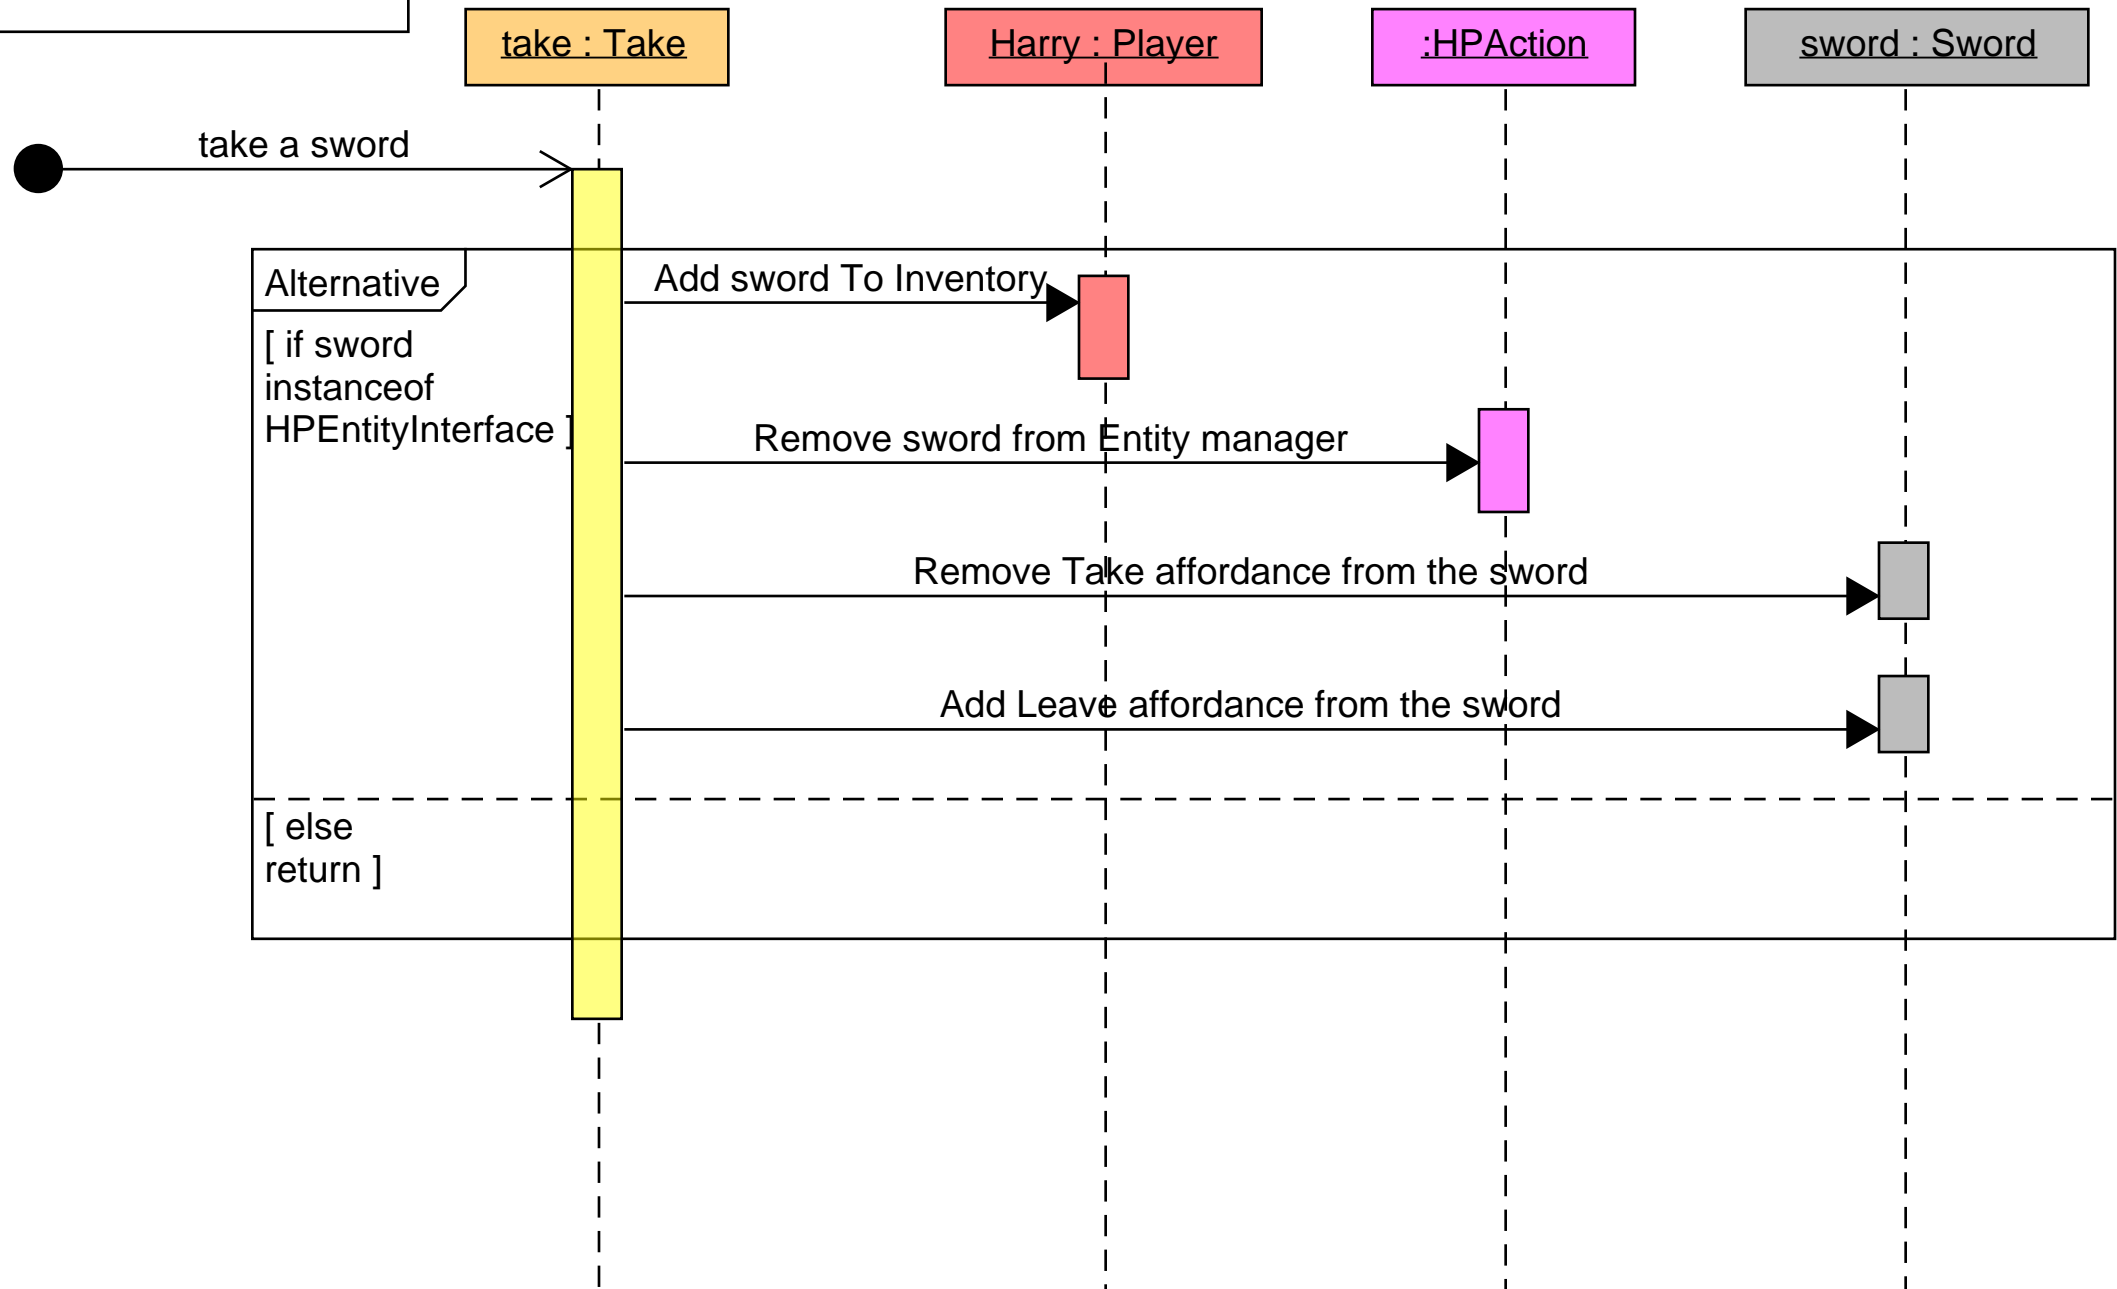 take : Take
Harry : Player
:HPAction
sword : Sword
take a sword
Alternative
Add sword To Inventory
[ if sword
instanceof
HPEntityInterface ]
Remove sword from Entity manager
Remove Take affordance from the sword
Add Leave affordance from the sword
[ else
return ]